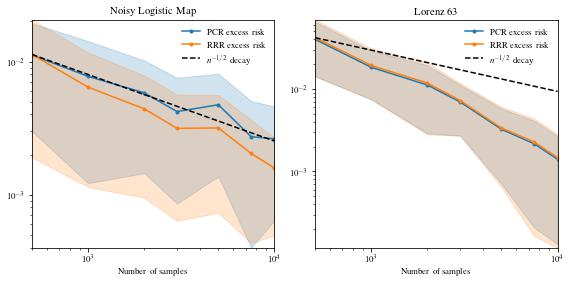 Noisy Logistic Map
PCR excess risk
RRR excess risk
n^{-1/2} decay
10^{-2}
10^{-3}
10^3
10^4
Number of samples
Lorenz 63
PCR excess risk
RRR excess risk
n^{-1/2} decay
10^{-2}
10^{-3}
10^3
10^4
Number of samples